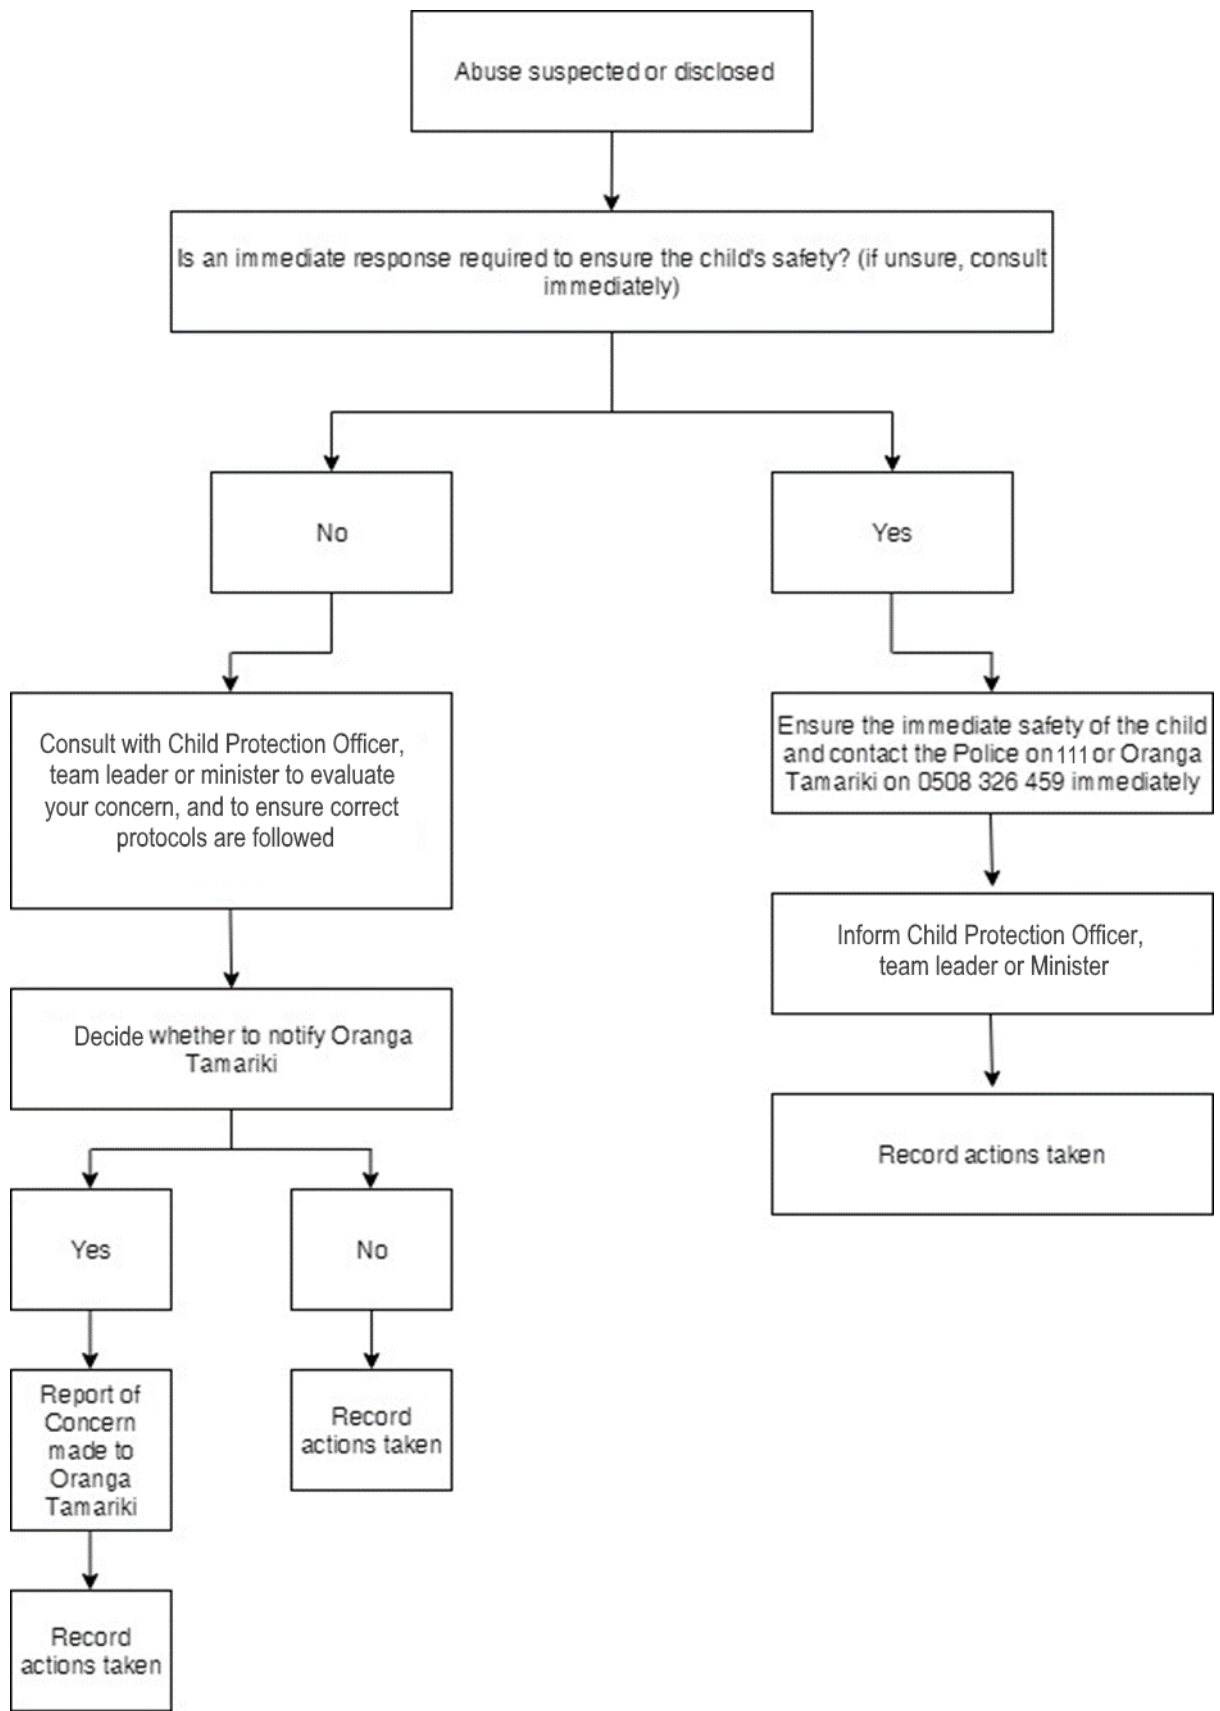 Abuse suspected or disclosed
Is an immediate response required to ensure the child's safety? (if unsure, consult
immediately)
No
Yes
Consult with Child Protection Officer,
team leader or minister to evaluate
your concern, and to ensure correct
protocols are followed
Ensure the immediate safety of the child
and contact the Police on 111 or Oranga
Tamariki on 0508 326 459 immediately
Inform Child Protection Officer,
team leader or Minister
Decide whether to notify Oranga
Tamariki
Record actions taken
Yes
No
Report of
Concern
made to
Oranga
Tamariki
Record
actions taken
Record
actions taken